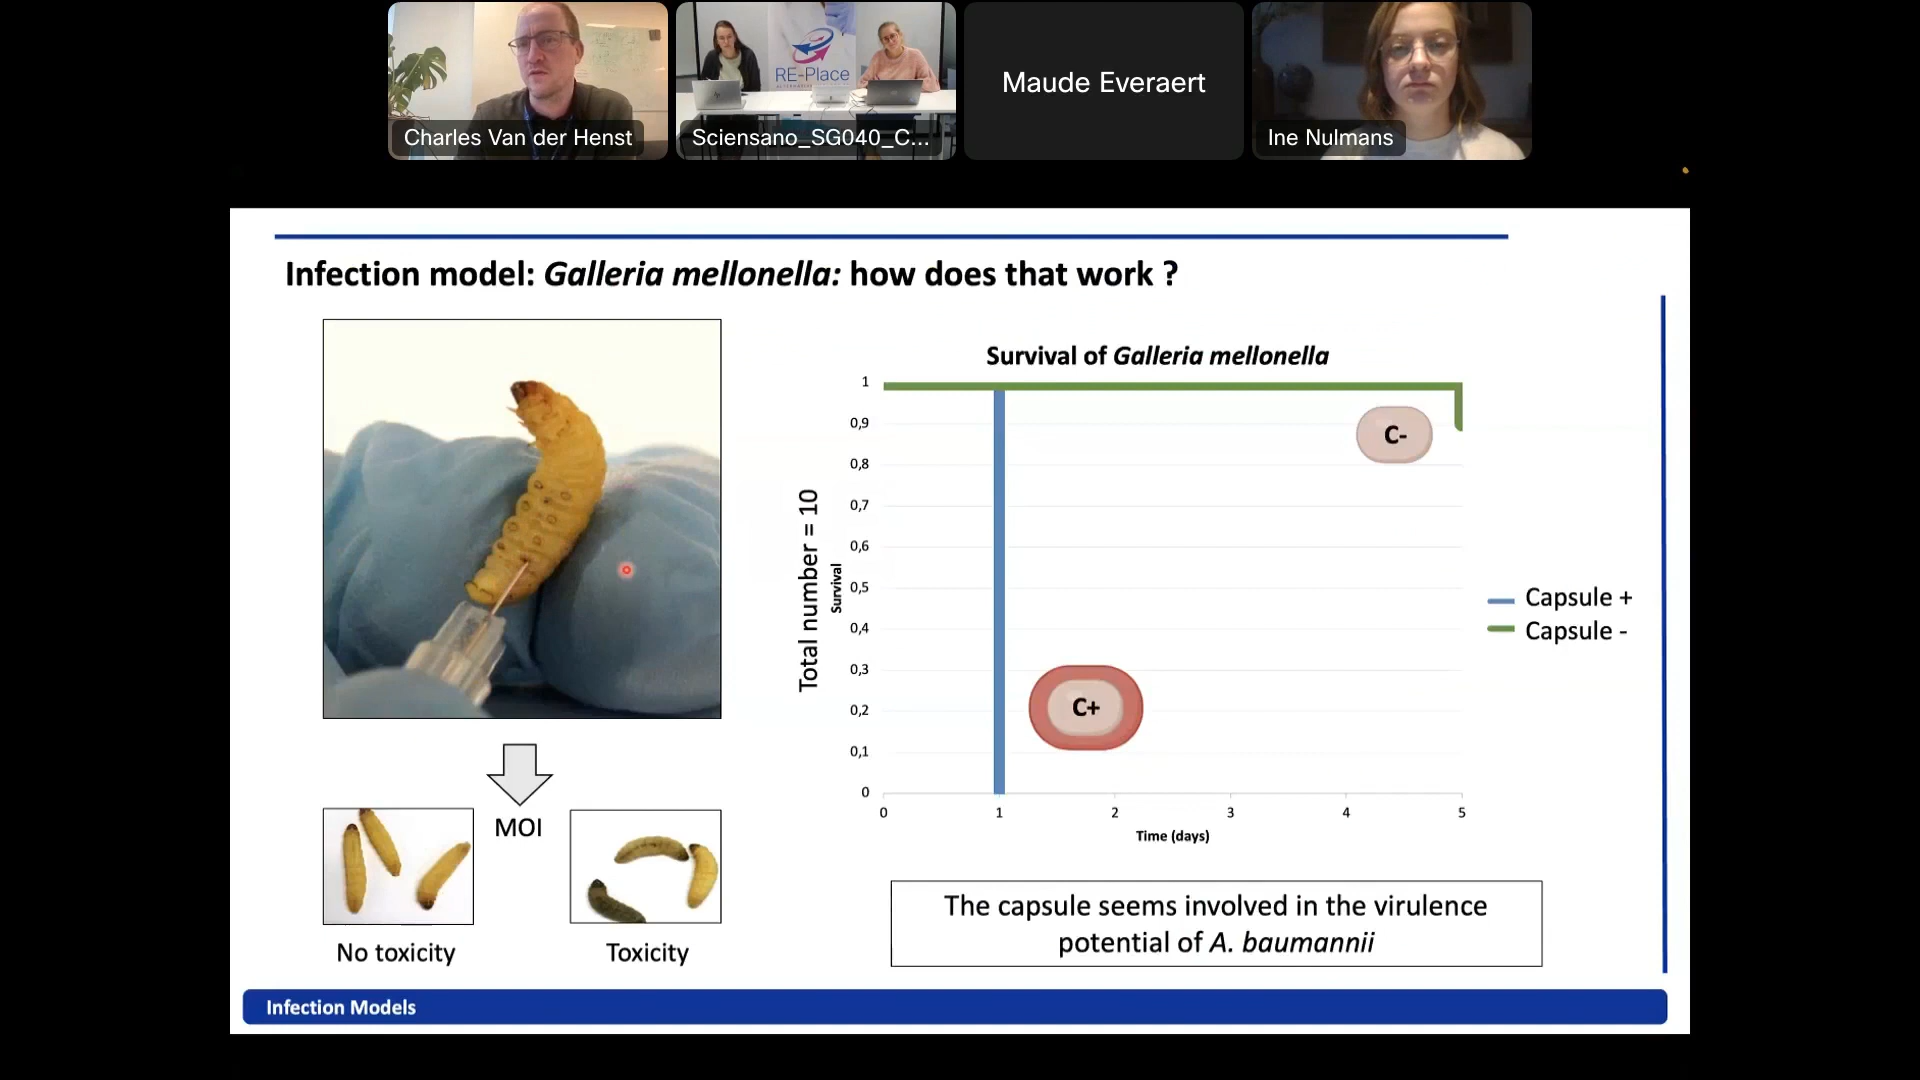 Charles Van der Henst
RE-Place
Sciensano_SG040_C...
Maude Everaert
Ine Nulmans
Infection model: Galleria mellonella: how does that work ?
MOI
No toxicity
Toxicity
Survival of Galleria mellonella
Total number = 10
Survival
1
0,9
0,8
0,7
0,6
0,5
0,4
0,3
0,2
0,1
0
0 1 2 3 4 5
Time (days)
C-
C+
Capsule +
Capsule -
The capsule seems involved in the virulence
potential of A. baumannii
Infection Models